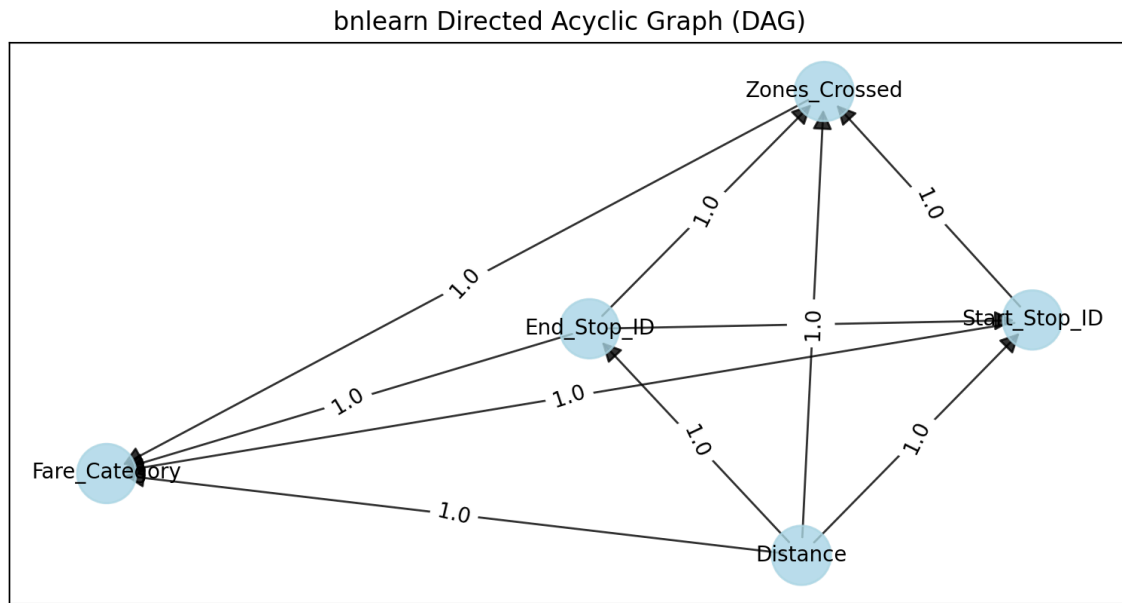 bnlearn Directed Acyclic Graph (DAG)
Zones_Crossed
1.0
1.0
1.0
1.0
End_Stop_ID
1.0
Start_Stop_ID
1.0
1.0
1.0
1.0
Fare_Category
1.0
Distance